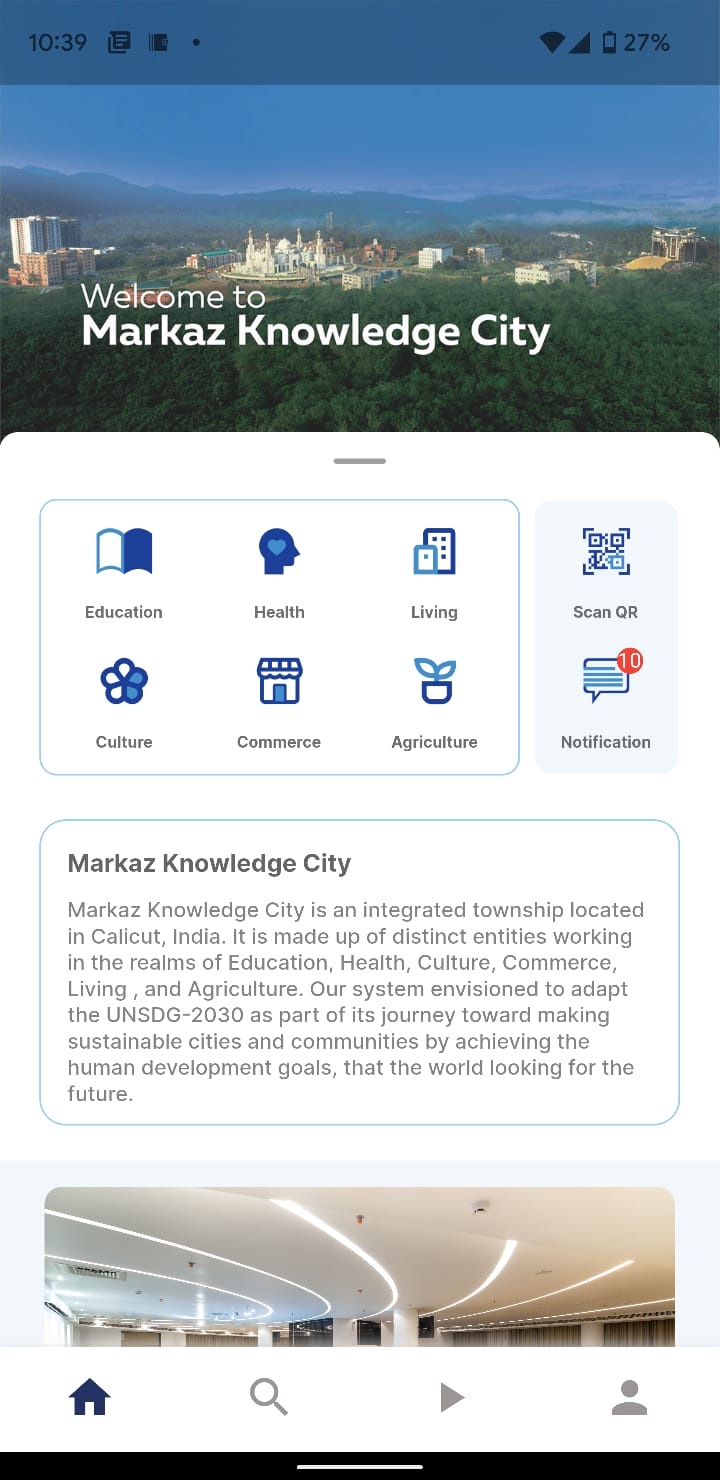 10:39
27%
Welcome to
Markaz Knowledge City
Education
Health
Living
Scan QR
10
Culture
Commerce
Agriculture
Notification
Markaz Knowledge City
Markaz Knowledge City is an integrated township located
in Calicut, India. It is made up of distinct entities working
in the realms of Education, Health, Culture, Commerce,
Living , and Agriculture. Our system envisioned to adapt
the UNSDG-2030 as part of its journey toward making
sustainable cities and communities by achieving the
human development goals, that the world looking for the
future.